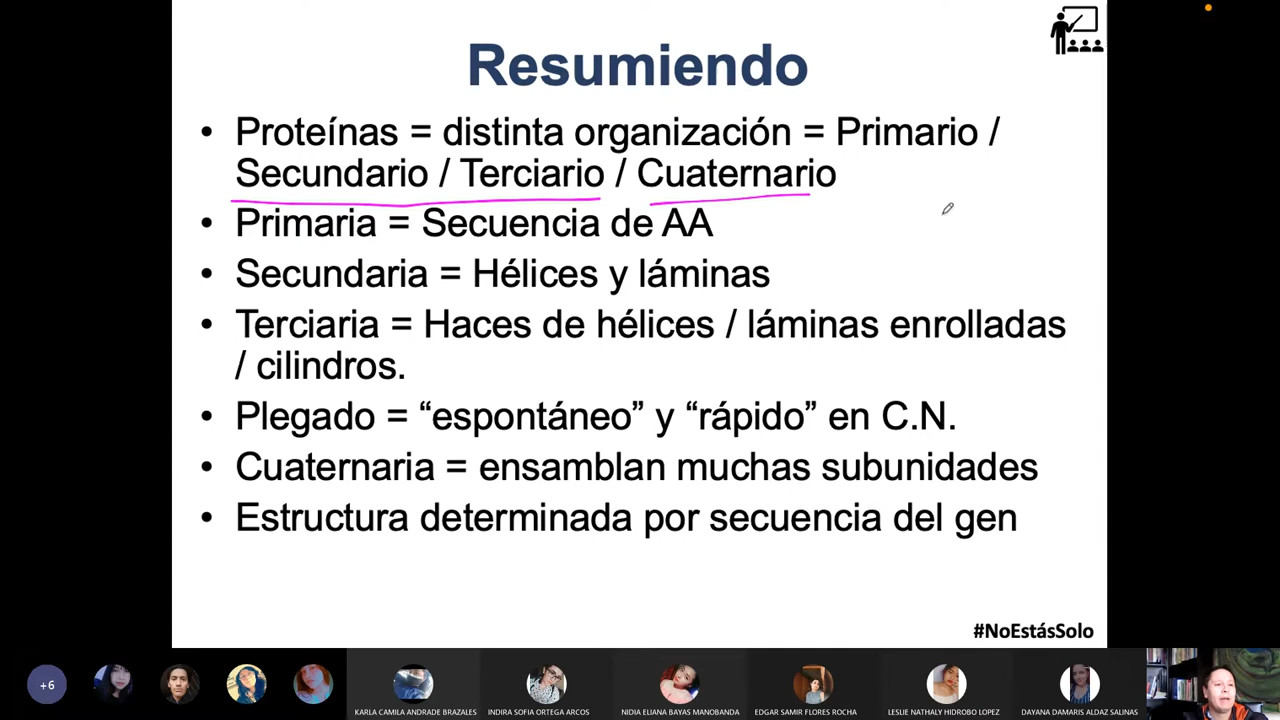 Resumiendo
• Proteínas = distinta organización = Primario /
Secundario / Terciario / Cuaternario
• Primaria = Secuencia de AA
• Secundaria = Hélices y láminas
• Terciaria = Haces de hélices / láminas enrolladas
/ cilindros.
• Plegado = “espontáneo” y “rápido” en C.N.
• Cuaternaria = ensamblan muchas subunidades
• Estructura determinada por secuencia del gen
#NoEstásSolo
+6
KARLA CAMILA ANDRADE BRAZALES
INDIRA SOFIA ORTEGA ARCOS
NIDIA ELIANA BAYAS MANOBANDA
EDGAR SAMIR FLORES ROCHA
LESLIE NATHALY HIDROBO LOPEZ
DAYANA DAMARIS ALDAZ SALINAS